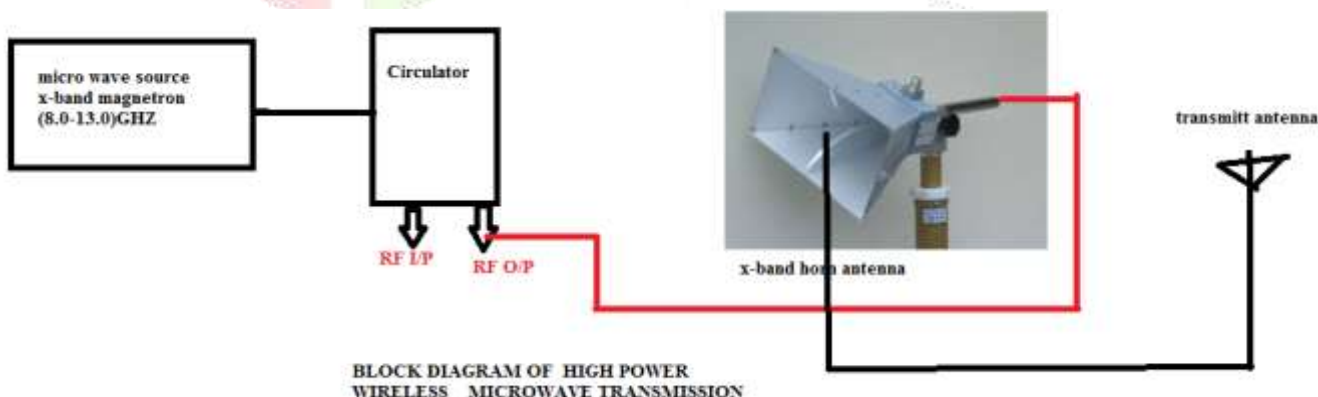 micro wave source
x-band magnetron
(8.0-13.0)GHZ
Circulator
RF I/P
RF O/P
x-band horn antenna
transmitt antenna
BLOCK DIAGRAM OF HIGH POWER
WIRELESS MICROWAVE TRANSMISSION